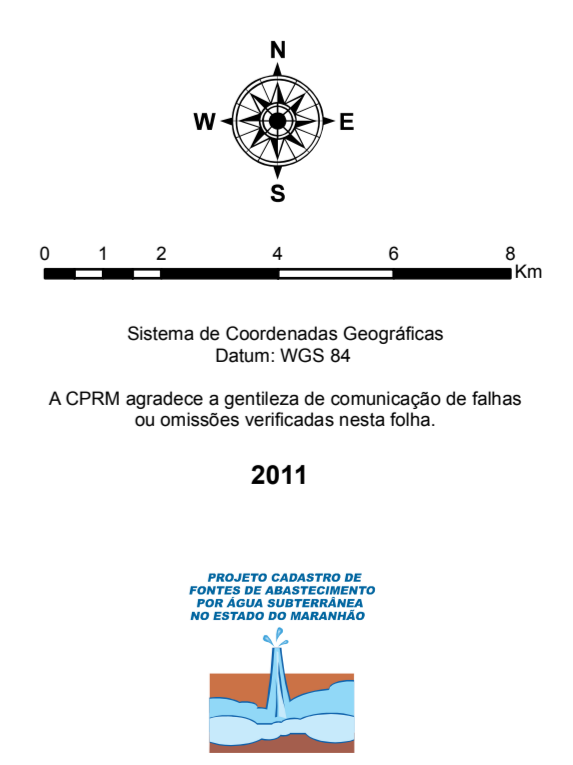 N
W E
S
0 1 2 4 6 8
Km
Sistema de Coordenadas Geográficas
Datum: WGS 84
A CPRM agradece a gentileza de comunicação de falhas
ou omissões verificadas nesta folha.
2011
PROJETO CADASTRO DE
FONTES DE ABASTECIMENTO
POR ÁGUA SUBTERRÂNEA
NO ESTADO DO MARANHÃO